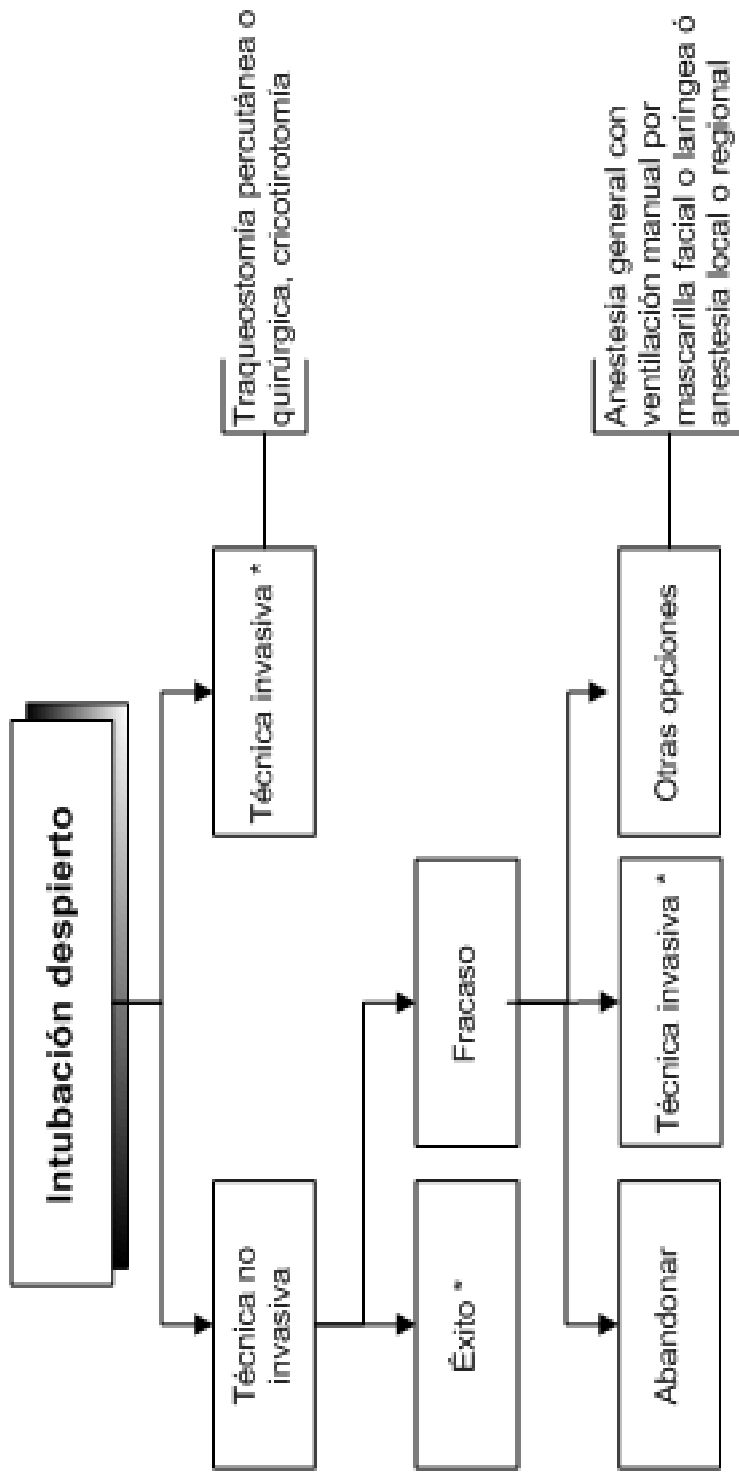 Intubación despierto
Técnica no
invasiva
Técnica invasiva *
Traqueostomía percutánea o
quirúrgica, cricotirotomía
Éxito *
Fracaso
Abandonar
Técnica invasiva *
Otras opciones
Anestesia general con
ventilación manual por
mascarilla facial o laringea ó
anestesia local o regional